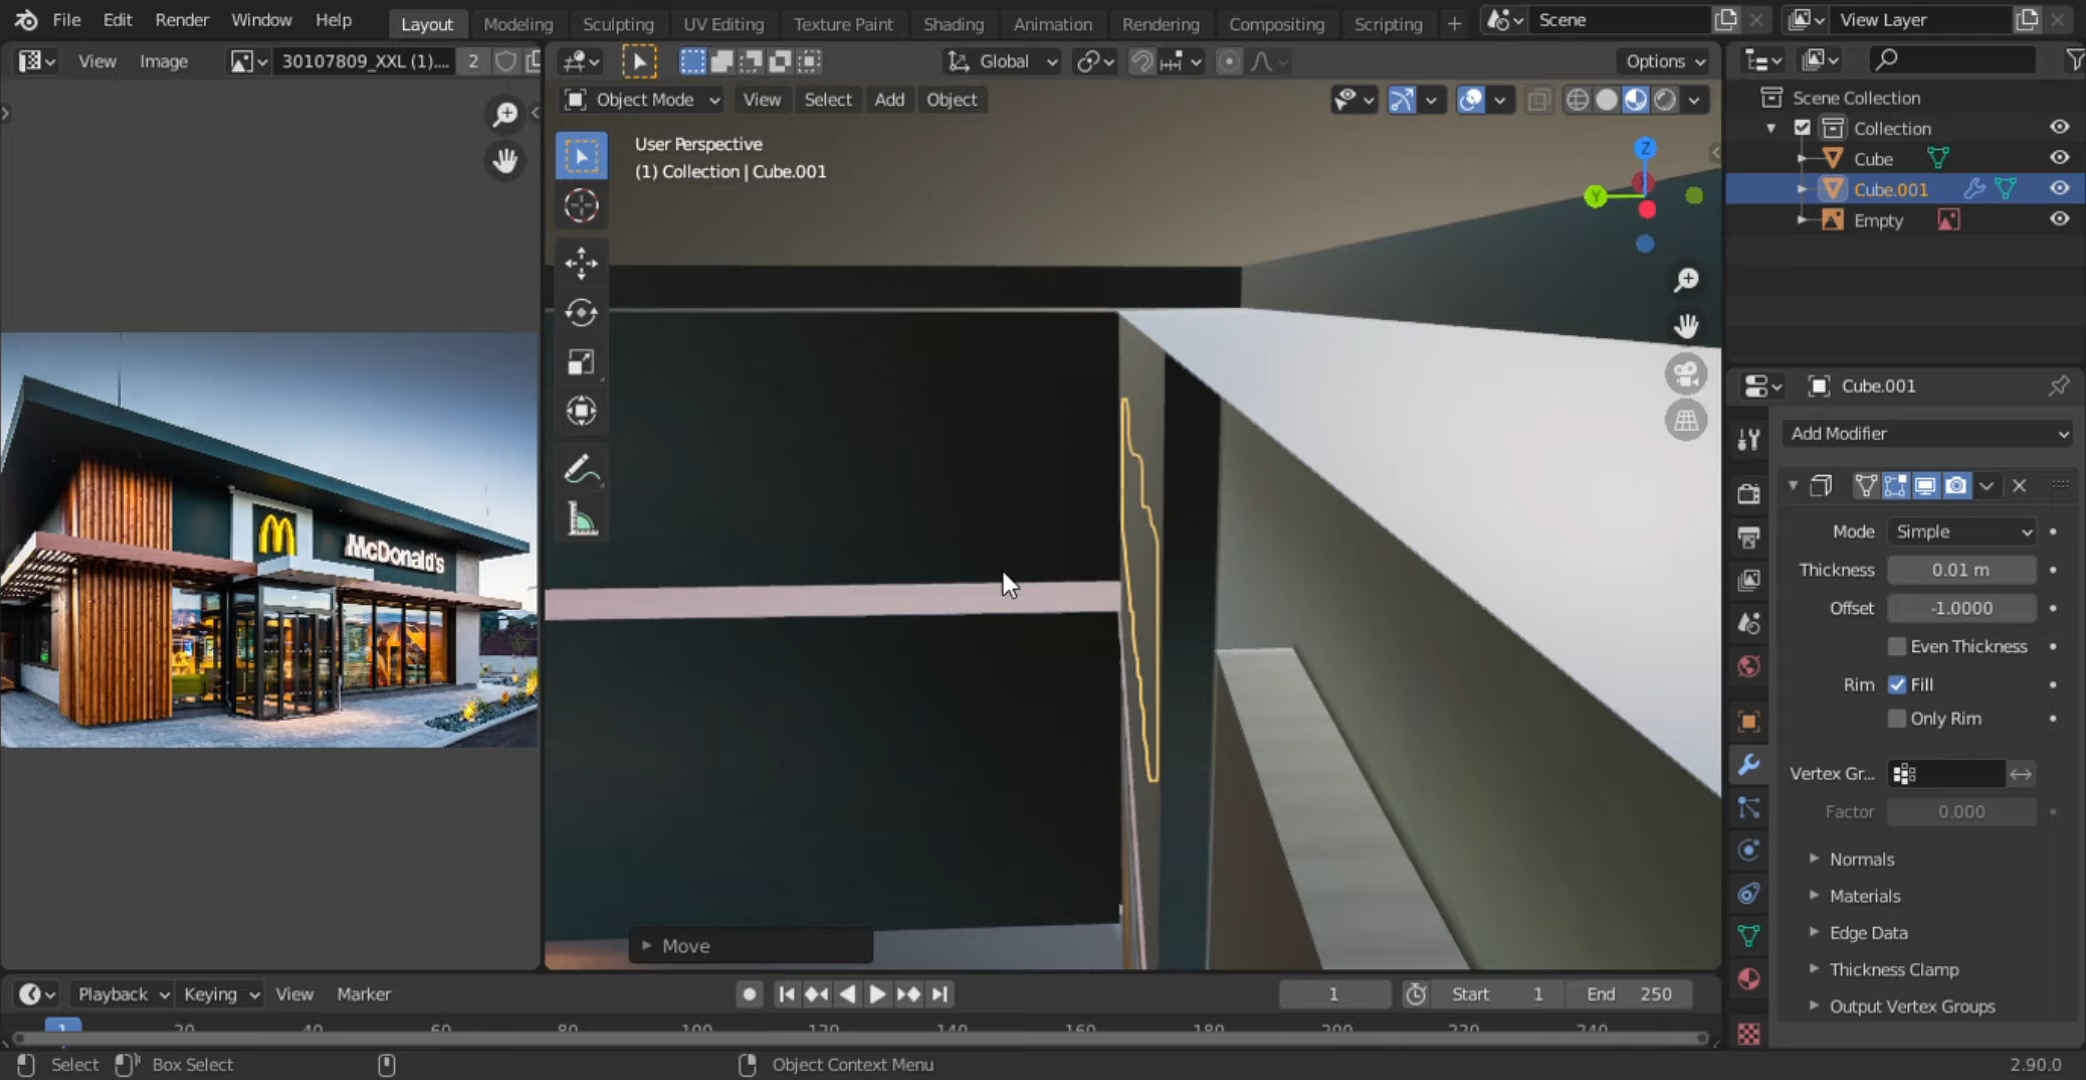 File Edit Render Window Help Layout Modeling Sculpting UV Editing Texture Paint Shading Animation Rendering Compositing Scripting + Scene View Layer
View Image 30107809_XXL (1).... 2 Global Options
Object Mode View Select Add Object
User Perspective
(1) Collection | Cube.001
Z
Y
Scene Collection
Collection
Cube
Cube.001
Empty
Cube.001
Add Modifier
Mode Simple
Thickness 0.01 m
Offset -1.0000
Even Thickness
Rim Fill
Only Rim
Vertex Gr...
Factor 0.000
Normals
Materials
Edge Data
Thickness Clamp
Output Vertex Groups
McDonald's
Move
Playback Keying View Marker 1 Start 1 End 250
1 20 40 60 80 100 120 140 160 180 200 220 240
Select Box Select Object Context Menu 2.90.0